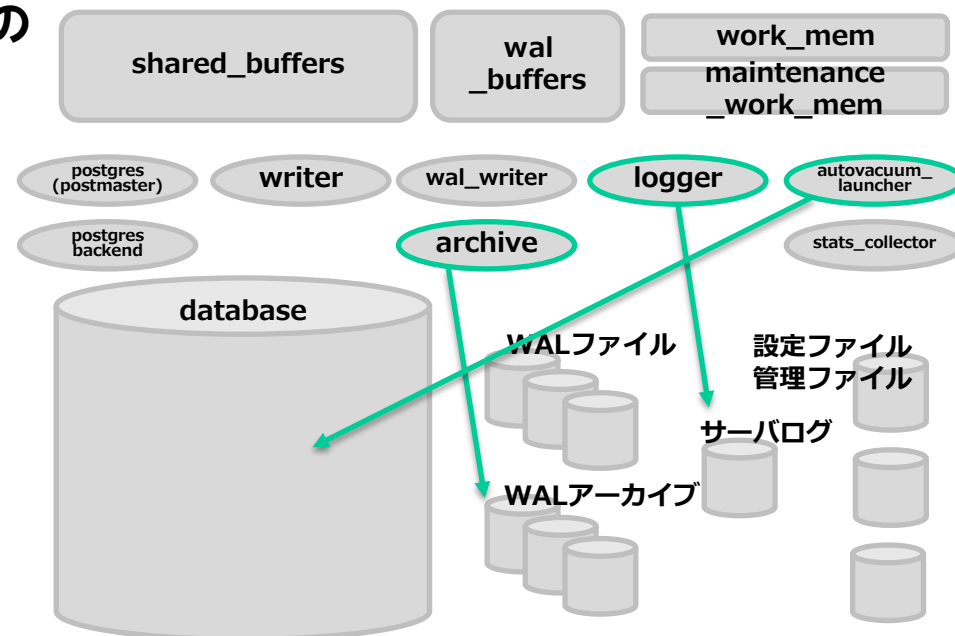 の
shared_buffers
wal
_buffers
work_mem
maintenance
_work_mem
postgres
(postmaster)
writer
wal_writer
logger
autovacuum_
launcher
postgres
backend
archive
stats_collector
database
WALファイル
設定ファイル
管理ファイル
サーバログ
WALアーカイブ